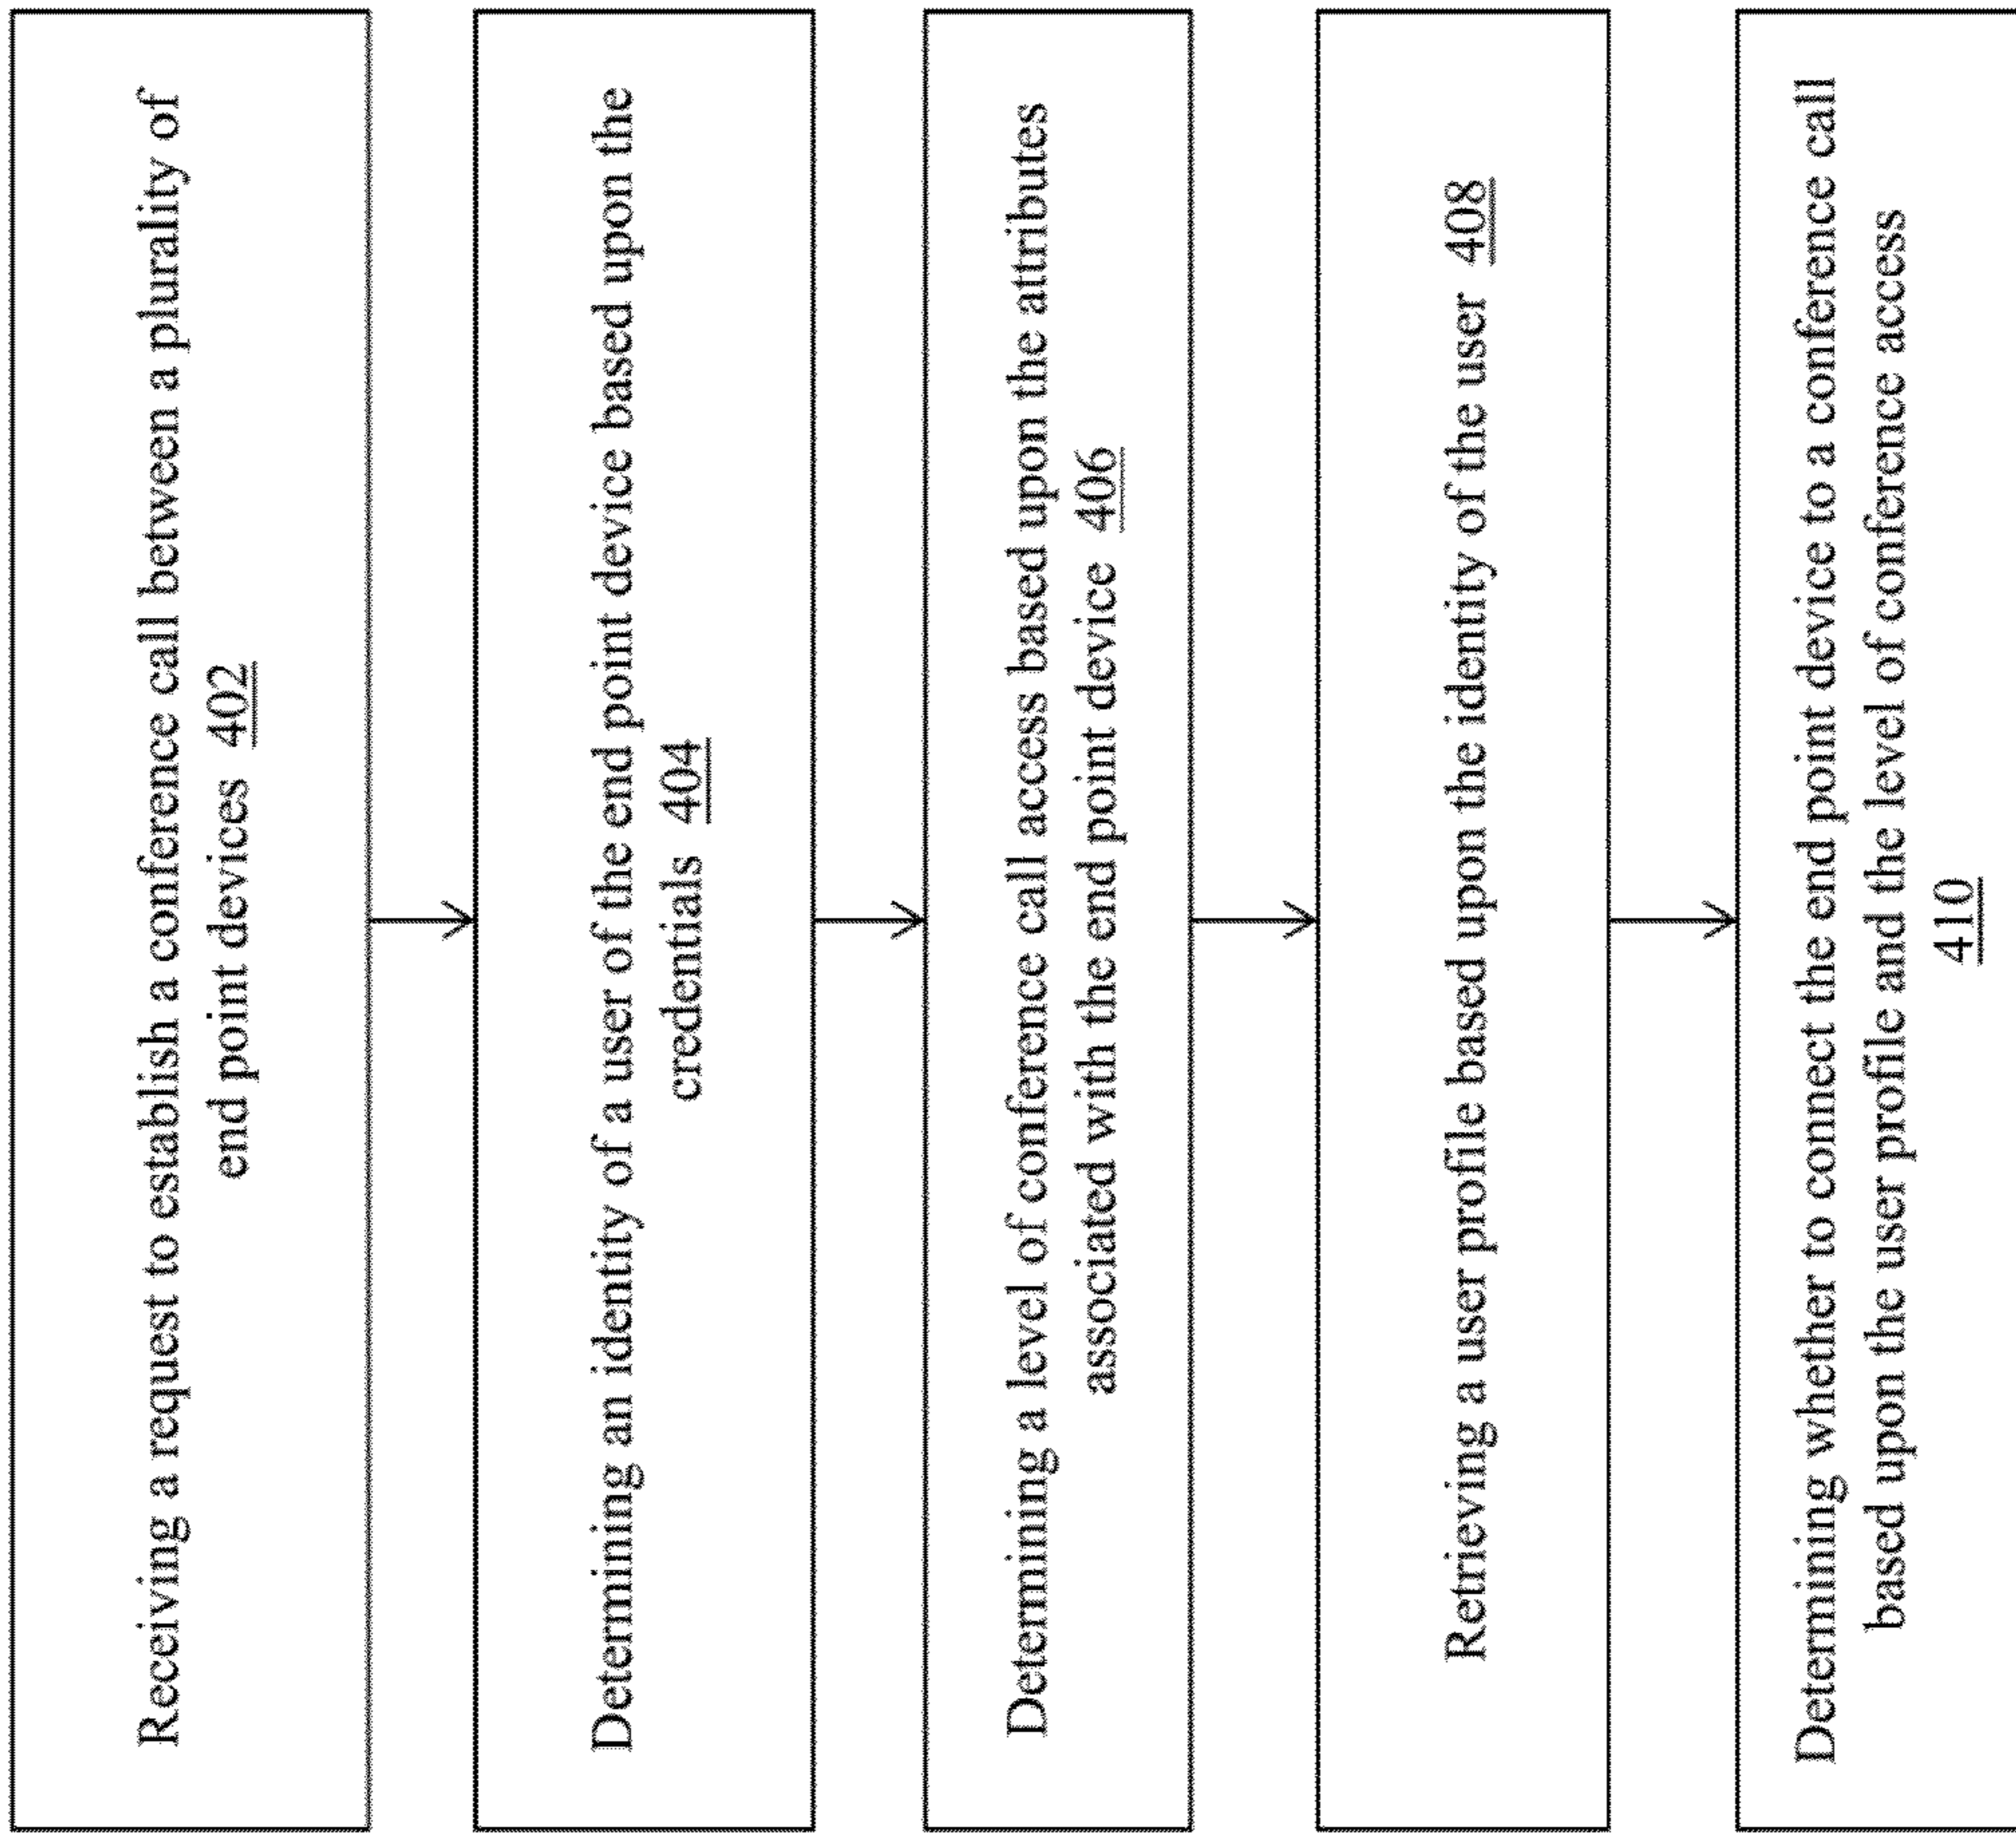 Receiving a request to establish a conference call between a plurality of
end point devices 402
Determining an identity of a user of the end point device based upon the
credentials 404
Determining a level of conference call access based upon the attributes
associated with the end point device 406
Retrieving a user profile based upon the identity of the user 408
Determining whether to connect the end point device to a conference call
based upon the user profile and the level of conference access
410